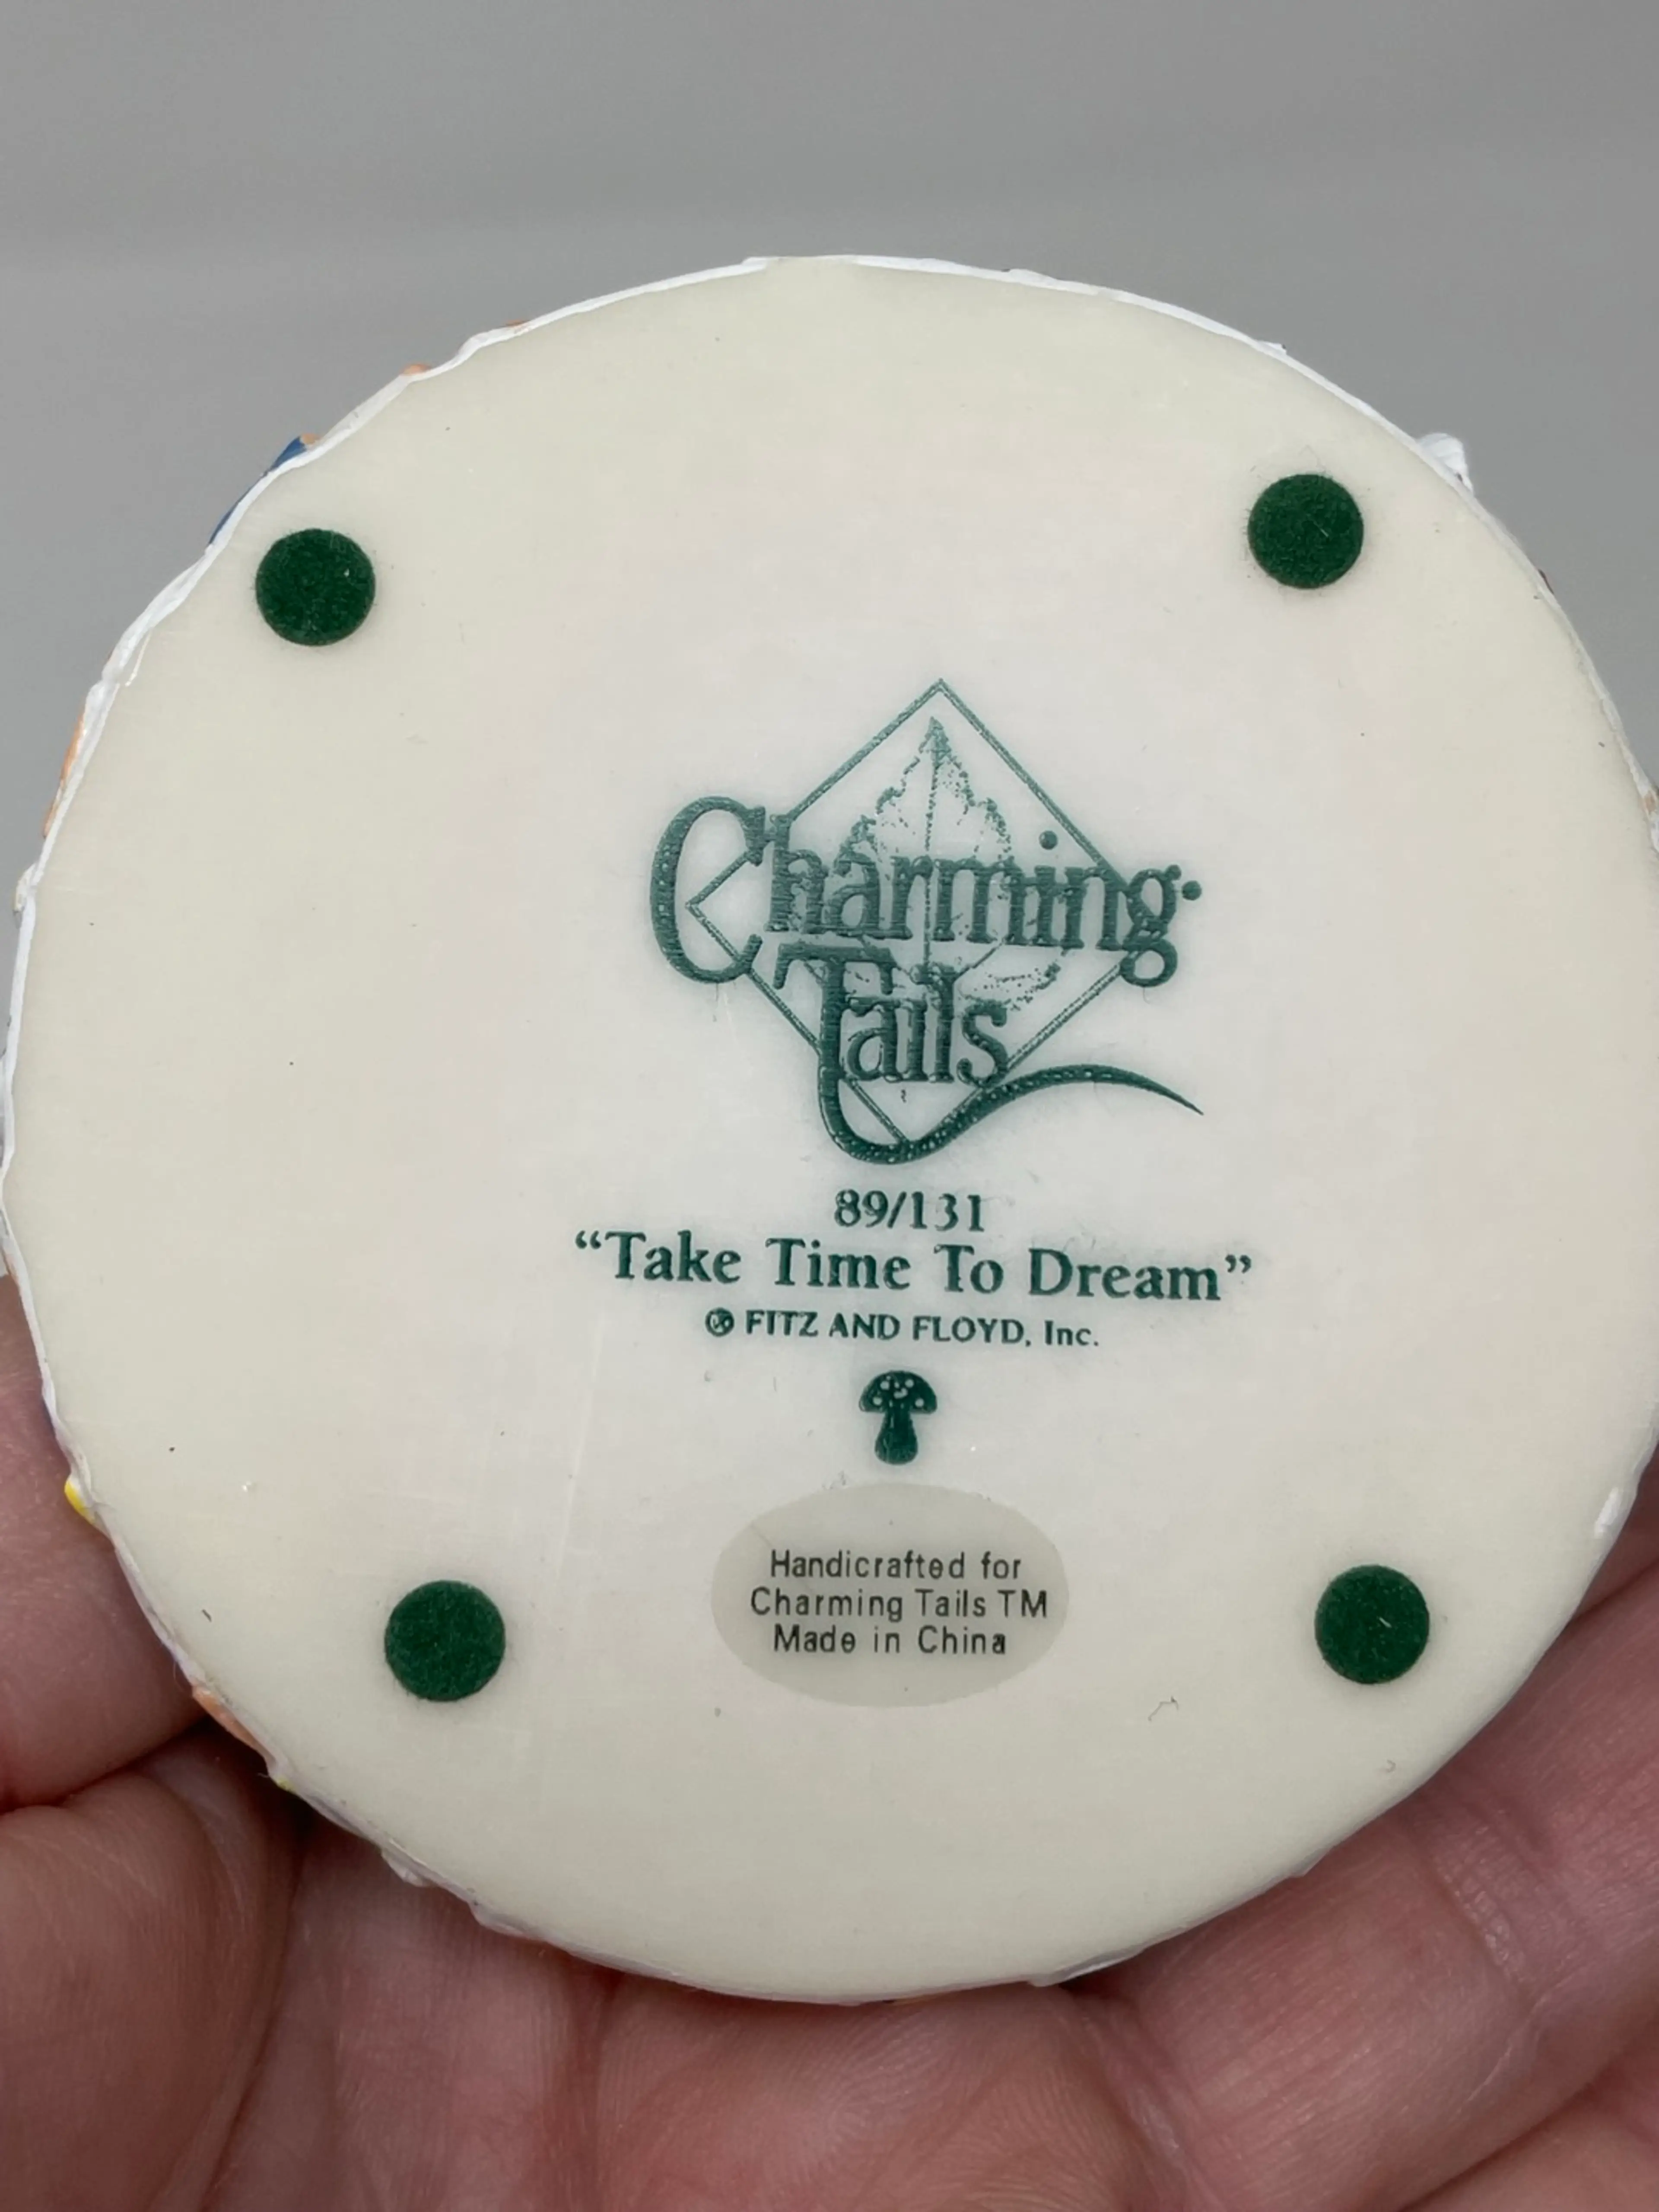 Charming
Tails
89/131
“Take Time To Dream”
© FITZ AND FLOYD, Inc.
Handicrafted for
Charming Tails TM
Made in China